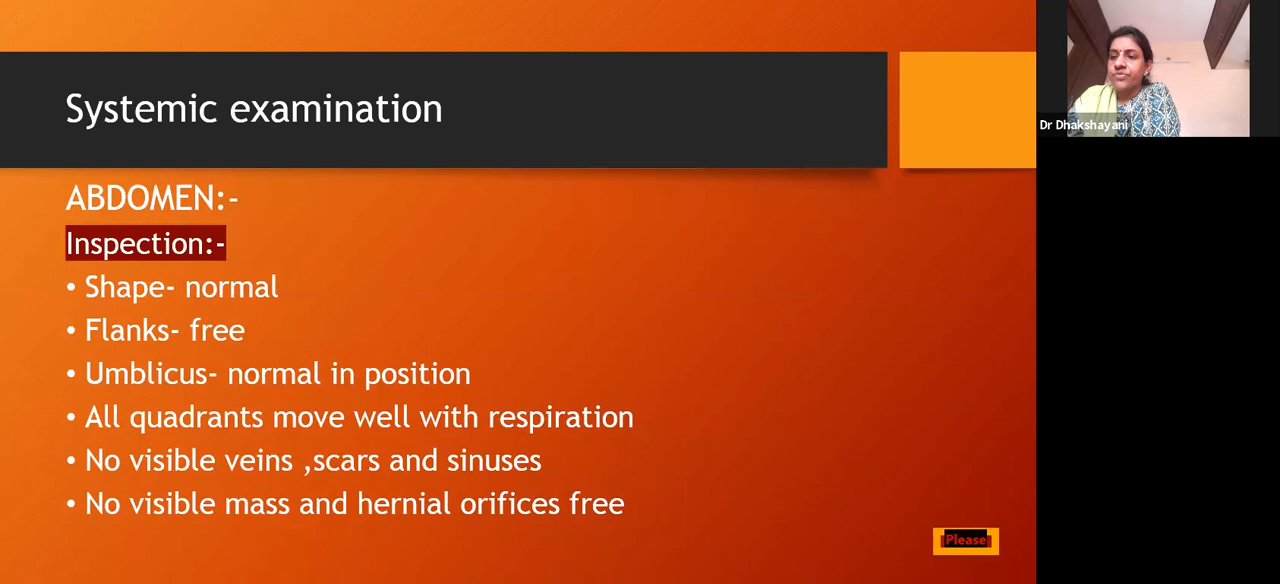 Systemic examination
ABDOMEN:-
Inspection:-
• Shape- normal
• Flanks- free
• Umblicus- normal in position
• All quadrants move well with respiration
• No visible veins ,scars and sinuses
• No visible mass and hernial orifices free
Please
Dr Dhakshayani